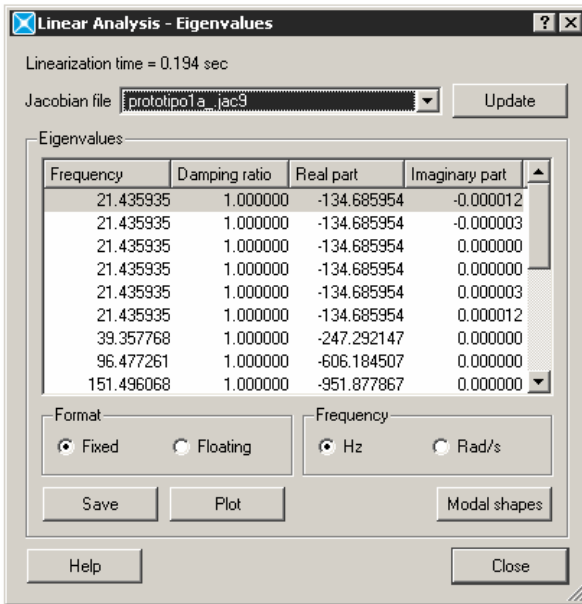 Linear Analysis - Eigenvalues
Linearization time = 0.194 sec
Jacobian file prototipo1a_.jac9 Update
Eigenvalues
Frequency Damping ratio Real part Imaginary part
21.435935 1.000000 -134.685954 -0.000012
21.435935 1.000000 -134.685954 -0.000003
21.435935 1.000000 -134.685954 0.000000
21.435935 1.000000 -134.685954 0.000000
21.435935 1.000000 -134.685954 0.000003
21.435935 1.000000 -134.685954 0.000012
39.357768 1.000000 -247.292147 0.000000
96.477261 1.000000 -606.184507 0.000000
151.496068 1.000000 -951.877867 0.000000
Format Frequency
Fixed Floating Hz Rad/s
Save Plot Modal shapes
Help Close